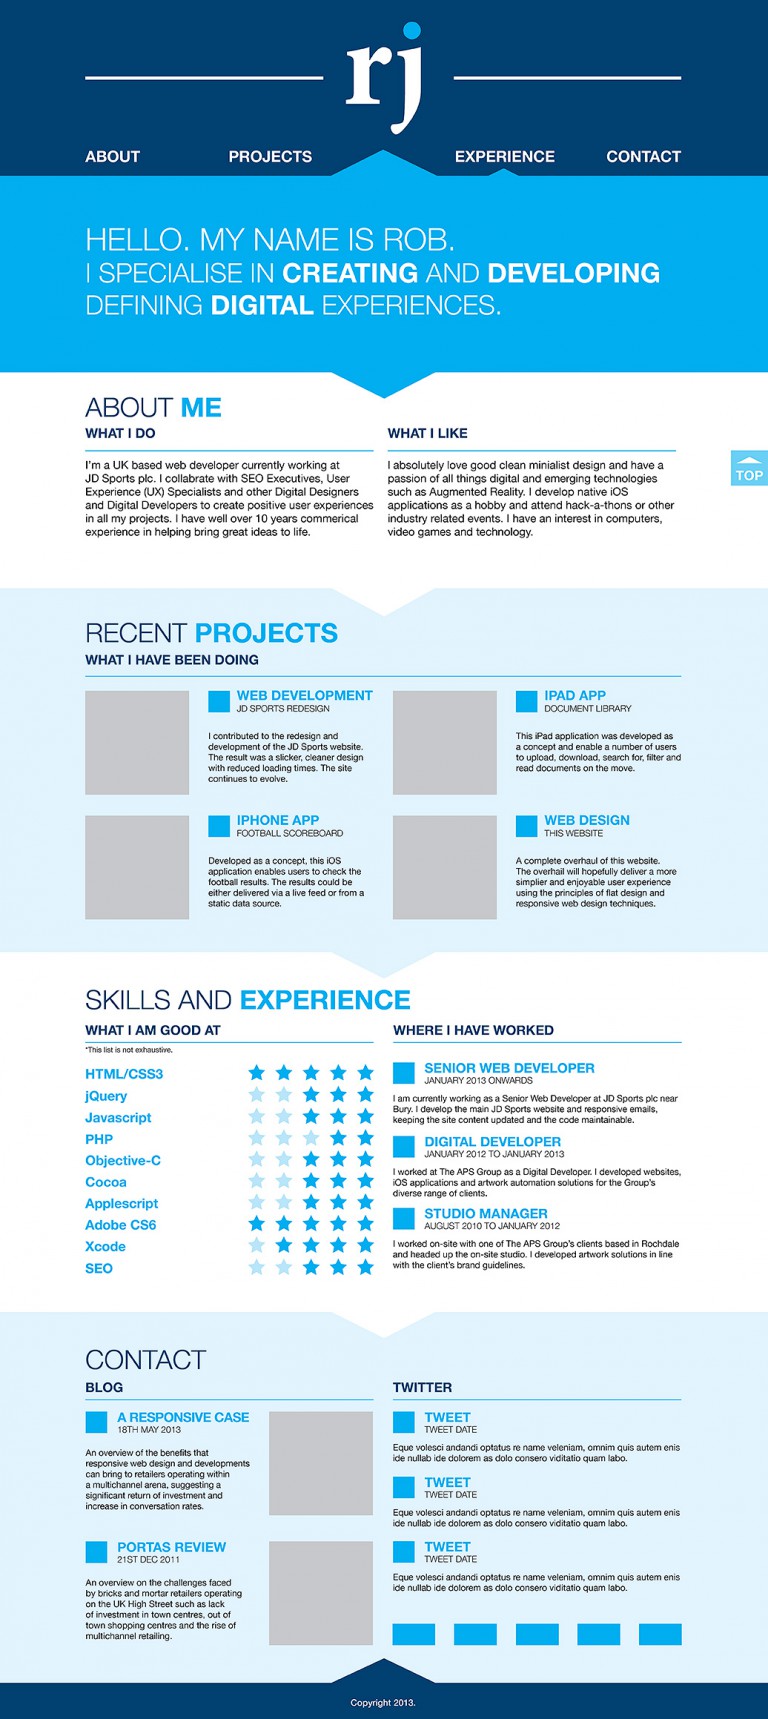 rj
ABOUT
PROJECTS
EXPERIENCE
CONTACT
HELLO. MY NAME IS ROB.
I SPECIALISE IN CREATING AND DEVELOPING
DEFINING DIGITAL EXPERIENCES.
ABOUT ME
WHAT I DO
I'm a UK based web developer currently working at
JD Sports plc. I collabrate with SEO Executives, User
Experience (UX) Specialists and other Digital Designers
and Digital Developers to create positive user experiences
in all my projects. I have well over 10 years commerical
experience in helping bring great ideas to life.
WHAT I LIKE
I absolutely love good clean minialist design and have a
passion of all things digital and emerging technologies
such as Augmented Reality. I develop native iOS
applications as a hobby and attend hack-a-thons or other
industry related events. I have an interest in computers,
video games and technology.
TOP
RECENT PROJECTS
WHAT I HAVE BEEN DOING
WEB DEVELOPMENT
JD SPORTS REDESIGN
I contributed to the redesign and
development of the JD Sports website.
The result was a slicker, cleaner design
with reduced loading times. The site
continues to evolve.
IPAD APP
DOCUMENT LIBRARY
This iPad application was developed as
a concept and enable a number of users
to upload, download, search for, filter and
read documents on the move.
IPHONE APP
FOOTBALL SCOREBOARD
Developed as a concept, this iOS
application enables users to check the
football results. The results could be
either delivered via a live feed or from a
static data source.
WEB DESIGN
THIS WEBSITE
A complete overhaul of this website.
The overhail will hopefully deliver a more
simplier and enjoyable user experience
using the principles of flat design and
responsive web design techniques.
SKILLS AND EXPERIENCE
WHAT I AM GOOD AT
*This list is not exhaustive.
HTML/CSS3
jQuery
Javascript
PHP
Objective-C
Cocoa
Applescript
Adobe CS6
Xcode
SEO
WHERE I HAVE WORKED
SENIOR WEB DEVELOPER
JANUARY 2013 ONWARDS
I am currently working as a Senior Web Developer at JD Sports plc near
Bury. I develop the main JD Sports website and responsive emails,
keeping the site content updated and the code maintainable.
DIGITAL DEVELOPER
JANUARY 2012 TO JANUARY 2013
I worked at The APS Group as a Digital Developer. I developed websites,
iOS applications and artwork automation solutions for the Group's
diverse range of clients.
STUDIO MANAGER
AUGUST 2010 TO JANUARY 2012
I worked on-site with one of The APS Group's clients based in Rochdale
and headed up the on-site studio. I developed artwork solutions in line
with the client's brand guidelines.
CONTACT
BLOG
A RESPONSIVE CASE
18TH MAY 2013
An overview of the benefits that
responsive web design and developments
can bring to retailers operating within
a multichannel arena, suggesting a
significant return of investment and
increase in conversation rates.
PORTAS REVIEW
21ST DEC 2011
An overview on the challenges faced
by bricks and mortar retailers operating
on the UK High Street such as lack
of investment in town centres, out of
town shopping centres and the rise of
multichannel retailing.
TWITTER
TWEET
TWEET DATE
Eque volesci andandi optatus re name veleniam, omnim quis autem enis
ide nullab ide dolorem as dolo consero viditatio quam labo.
TWEET
TWEET DATE
Eque volesci andandi optatus re name veleniam, omnim quis autem enis
ide nullab ide dolorem as dolo consero viditatio quam labo.
TWEET
TWEET DATE
Eque volesci andandi optatus re name veleniam, omnim quis autem enis
ide nullab ide dolorem as dolo consero viditatio quam labo.
Copyright 2013.